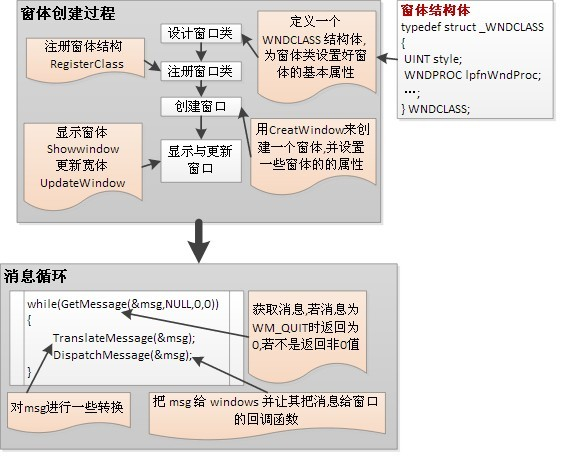 窗体创建过程
设计窗口类
注册窗口类
创建窗口
显示与更新
窗口
注册窗体结构
RegisterClass
显示窗体
Showwindow
更新宽体
UpdateWindow
定义一个
WNDCLASS 结构体,
为窗体类设置好窗
体的基本属性
用CreatWindow来创
建一个窗体,并设置
一些窗体的的属性
窗体结构体
typedef struct _WNDCLASS
{
UINT style;
WNDPROC lpfnWndProc;
…;
} WNDCLASS;
消息循环
while(GetMessage(&msg,NULL,0,0))
{
TranslateMessage(&msg);
DispatchMessage(&msg);
}
获取消息,若消息为
WM_QUIT时返回为
0,若不是返回非0值
对msg进行一些转换
把 msg 给 windows 并让其把消息给窗口
的回调函数